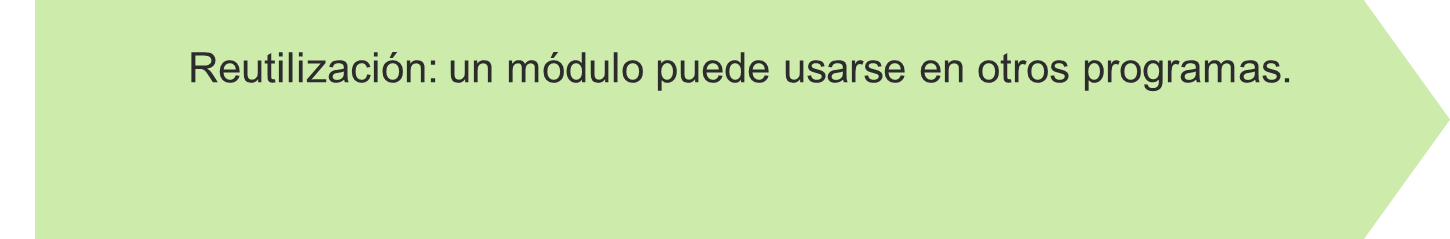 Reutilización: un módulo puede usarse en otros programas.